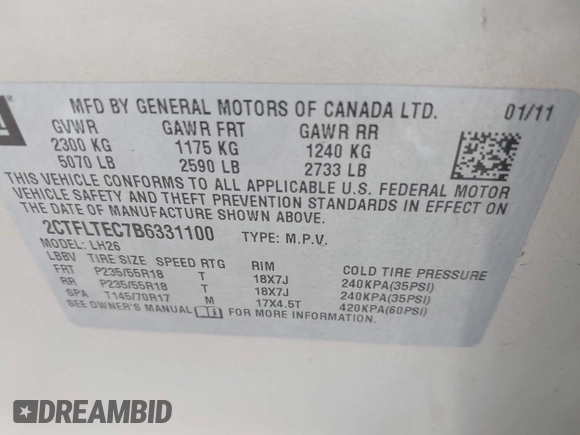 MFD BY GENERAL MOTORS OF CANADA LTD. 01/11
GVWR GAWR FRT GAWR RR
2300 KG 1175 KG 1240 KG
5070 LB 2590 LB 2733 LB
THIS VEHICLE CONFORMS TO ALL APPLICABLE U.S. FEDERAL MOTOR
VEHICLE SAFETY AND THEFT PREVENTION STANDARDS IN EFFECT ON
THE DATE OF MANUFACTURE SHOWN ABOVE.
2CTFLTEC7B6331100 TYPE: M.P.V.
MODEL: LH26
LBBV TIRE SIZE SPEED RTG RIM COLD TIRE PRESSURE
FRT P235/55R18 T 18X7J 240KPA(35PSI)
RR P235/55R18 T 18X7J 240KPA(35PSI)
SPA T145/70R17 M 17X4.5T 420KPA(60PSI)
SEE OWNER'S MANUAL FOR MORE INFORMATION.
DREAMBID